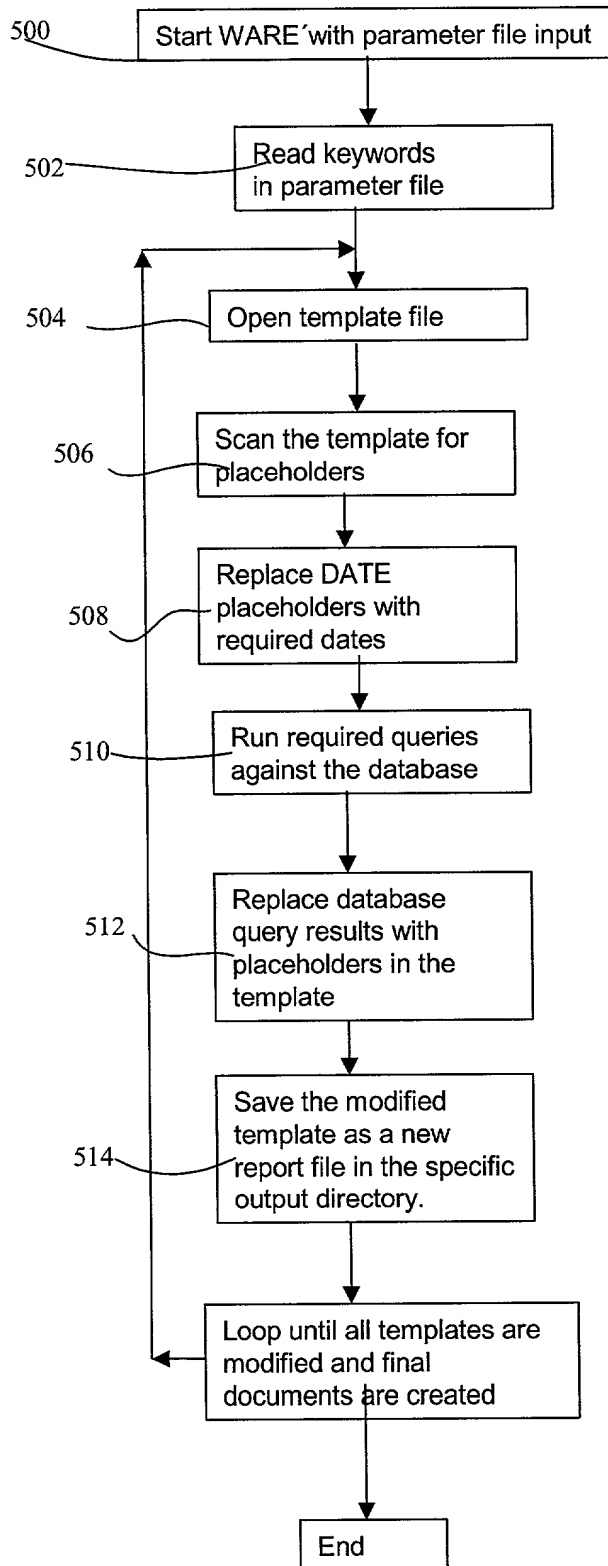 500
Start WARE´with parameter file input
502
Read keywords
in parameter file
504
Open template file
506
Scan the template for
placeholders
508
Replace DATE
placeholders with
required dates
510
Run required queries
against the database
512
Replace database
query results with
placeholders in the
template
514
Save the modified
template as a new
report file in the specific
output directory.
Loop until all templates are
modified and final
documents are created
End